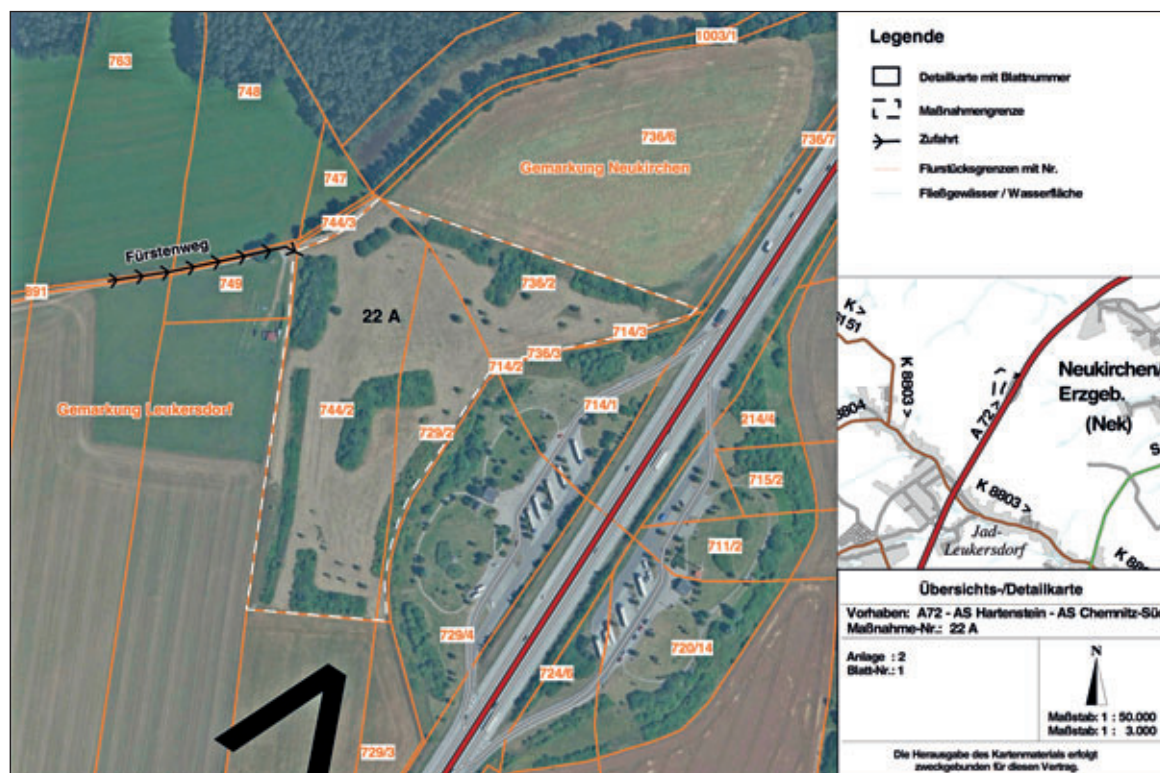 763
748
747
744/3
1003/1
736/6
736/7
Gemarkung Neukirchen
Fürstenweg
891
749
736/2
22 A
714/3
736/3
714/2
Gemarkung Leukersdorf
744/2
729/2
714/1
214/4
715/2
711/2
729/4
724/6
720/14
729/3
Legende
Detailkarte mit Blattnummer
Maßnahmengrenze
Zufahrt
Flurstücksgrenzen mit Nr.
Fließgewässer / Wasserfläche
K >
6151
K 8803 >
8804
A 72 >
Neukirchen/
Erzgeb.
(Nek)
S
K 8803 >
Jad-
Leukersdorf
K 88
Übersichts-/Detailkarte
Vorhaben: A72 - AS Hartenstein - AS Chemnitz-Süd
Maßnahme-Nr.: 22 A
Anlage : 2
Blatt-Nr.: 1
N
Maßstab: 1 : 50.000
Maßstab: 1 : 3.000
Die Herausgabe des Kartenmaterials erfolgt
zweckgebunden für diesen Vertrag.